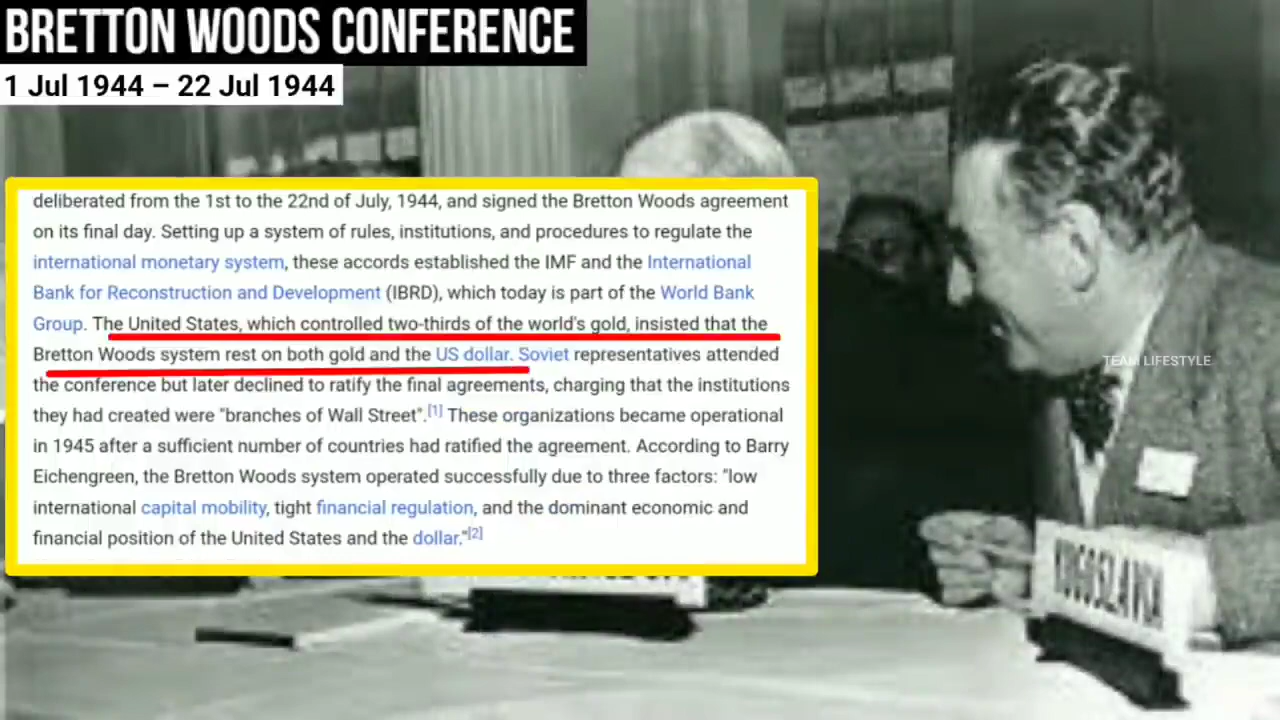 BRETTON WOODS CONFERENCE
1 Jul 1944 – 22 Jul 1944
deliberated from the 1st to the 22nd of July, 1944, and signed the Bretton Woods agreement
on its final day. Setting up a system of rules, institutions, and procedures to regulate the
international monetary system, these accords established the IMF and the International
Bank for Reconstruction and Development (IBRD), which today is part of the World Bank
Group. The United States, which controlled two-thirds of the world's gold, insisted that the
Bretton Woods system rest on both gold and the US dollar. Soviet representatives attended
the conference but later declined to ratify the final agreements, charging that the institutions
they had created were "branches of Wall Street".[1] These organizations became operational
in 1945 after a sufficient number of countries had ratified the agreement. According to Barry
Eichengreen, the Bretton Woods system operated successfully due to three factors: "low
international capital mobility, tight financial regulation, and the dominant economic and
financial position of the United States and the dollar."[2]
TEAM LIFESTYLE
YUGOSLAVIA